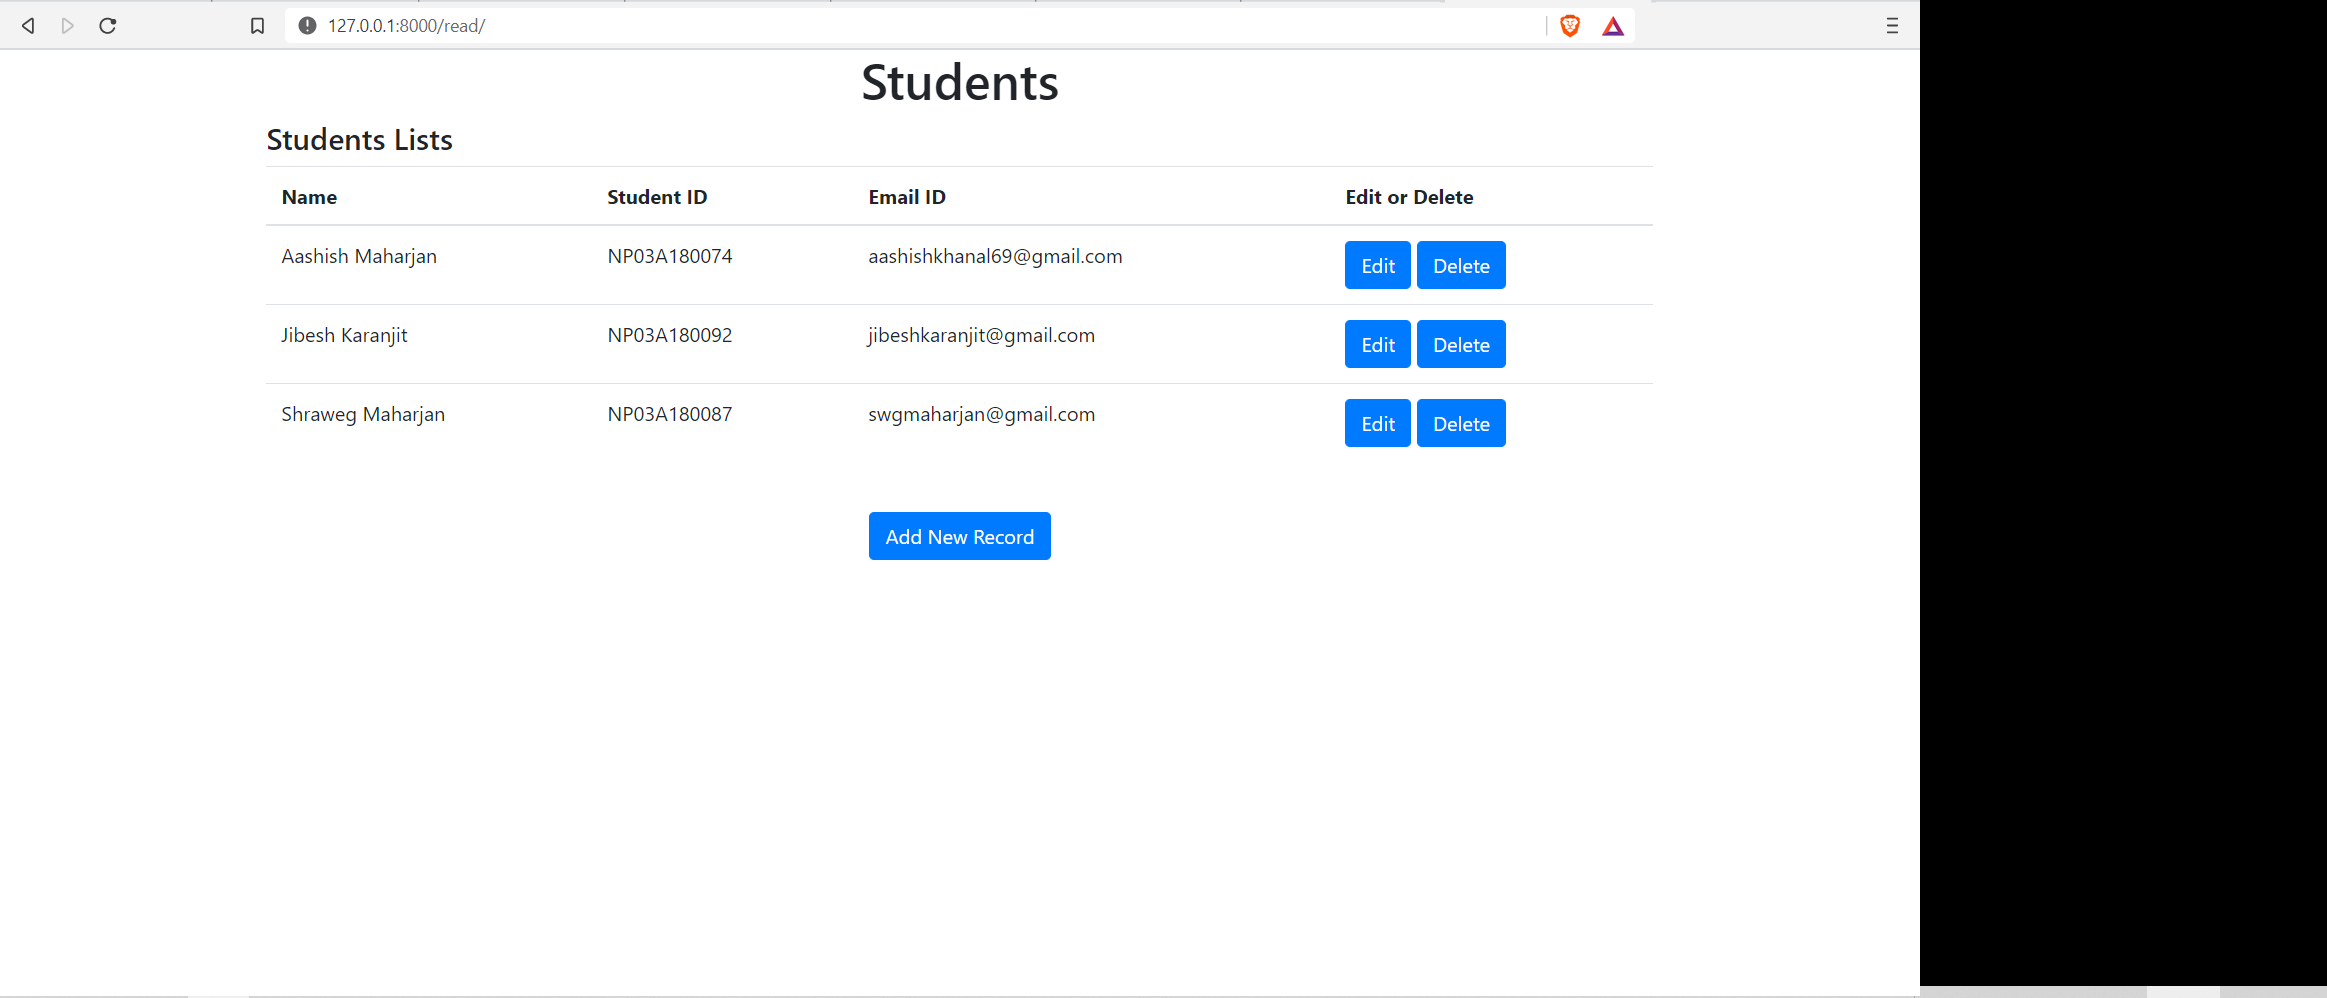 127.0.0.1:8000/read/
Students
Students Lists
Name Student ID Email ID Edit or Delete
Aashish Maharjan NP03A180074 aashishkhanal69@gmail.com Edit Delete
Jibesh Karanjit NP03A180092 jibeshkaranjit@gmail.com Edit Delete
Shraweg Maharjan NP03A180087 swgmaharjan@gmail.com Edit Delete
Add New Record